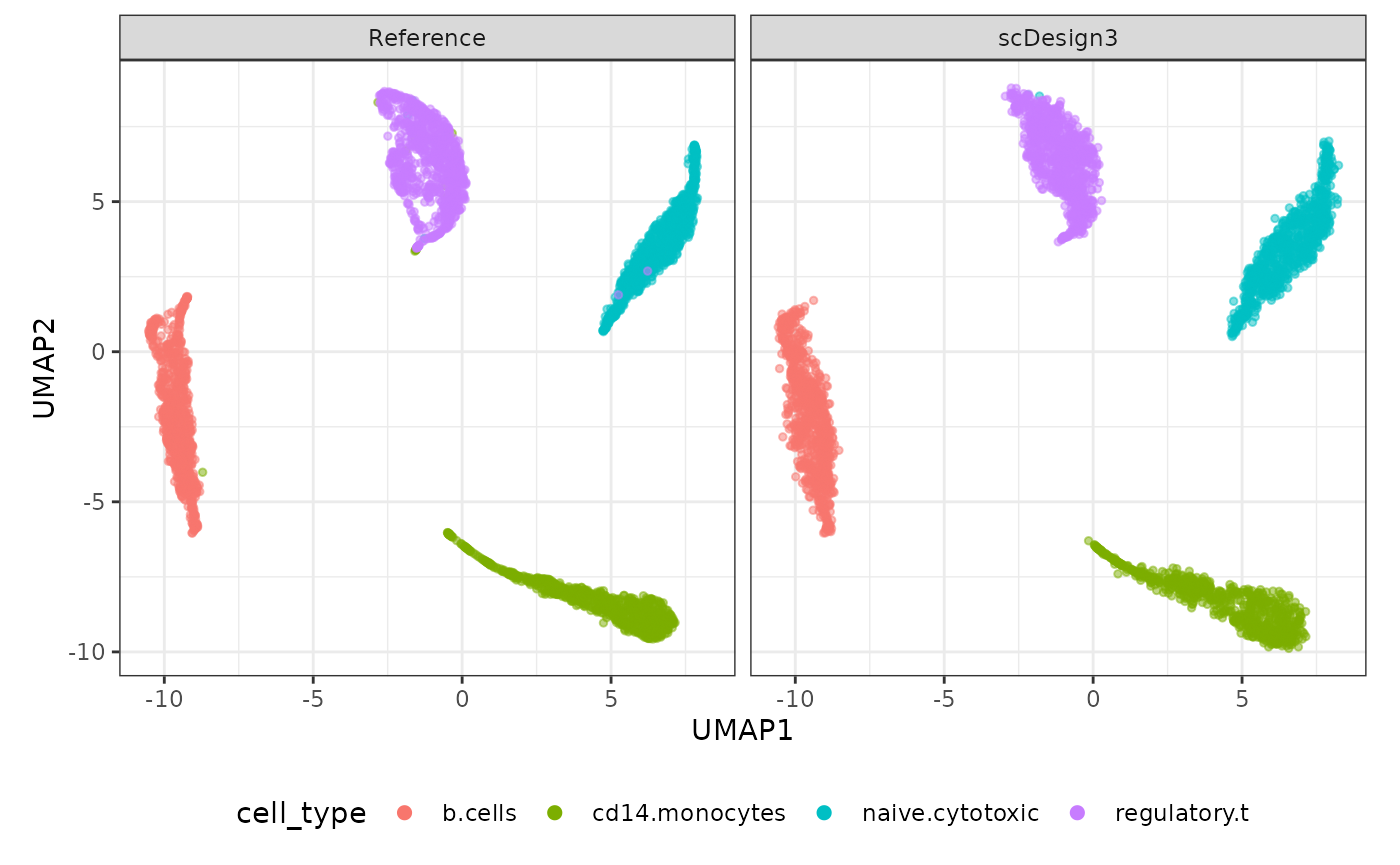 Reference
scDesign3
UMAP2
5
0
-5
-10
-10 -5 0 5
-10 -5 0 5
UMAP1
cell_type b.cells cd14.monocytes naive.cytotoxic regulatory.t